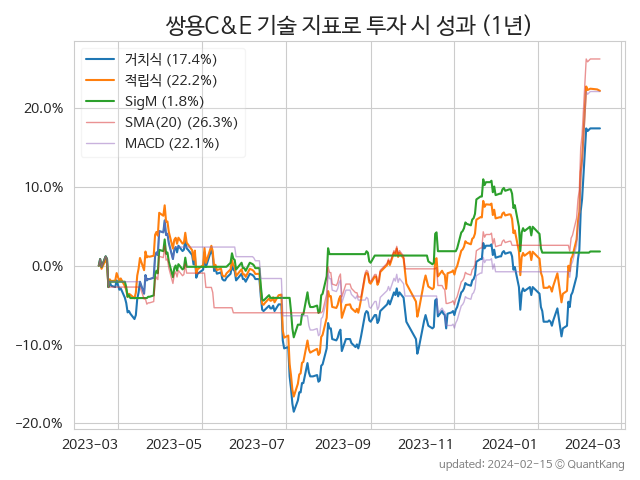 쌍용C&E 기술 지표로 투자 시 성과 (1년)
거치식 (17.4%)
적립식 (22.2%)
SigM (1.8%)
SMA(20) (26.3%)
MACD (22.1%)
20.0%
10.0%
0.0%
−10.0%
−20.0%
2023-03 2023-05 2023-07 2023-09 2023-11 2024-01 2024-03
updated: 2024-02-15 © QuantKang